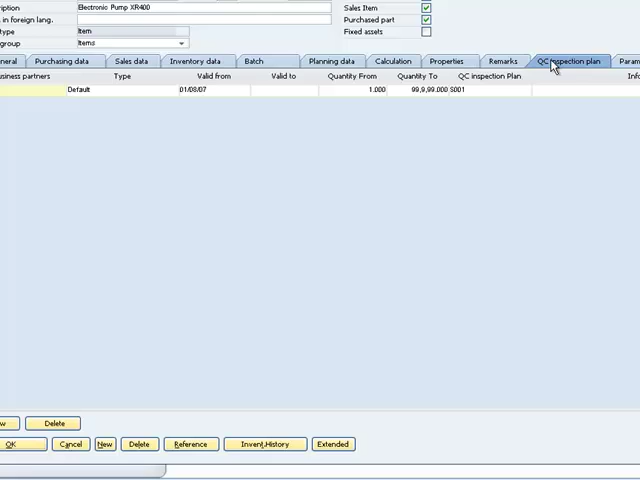 ription Electronic Pump XR400 Sales Item
. in foreign lang. Purchased part
type Item Fixed assets
group Items
neral Purchasing data Sales data Inventory data Batch Planning data Calculation Properties Remarks QC inspection plan Param
usiness partners Type Valid from Valid to Quantity From Quantity To QC inspection Plan Info
Default 01/08/07 1.000 99,9,99.000 S001
w Delete
OK Cancel New Delete Reference Invent.History Extended